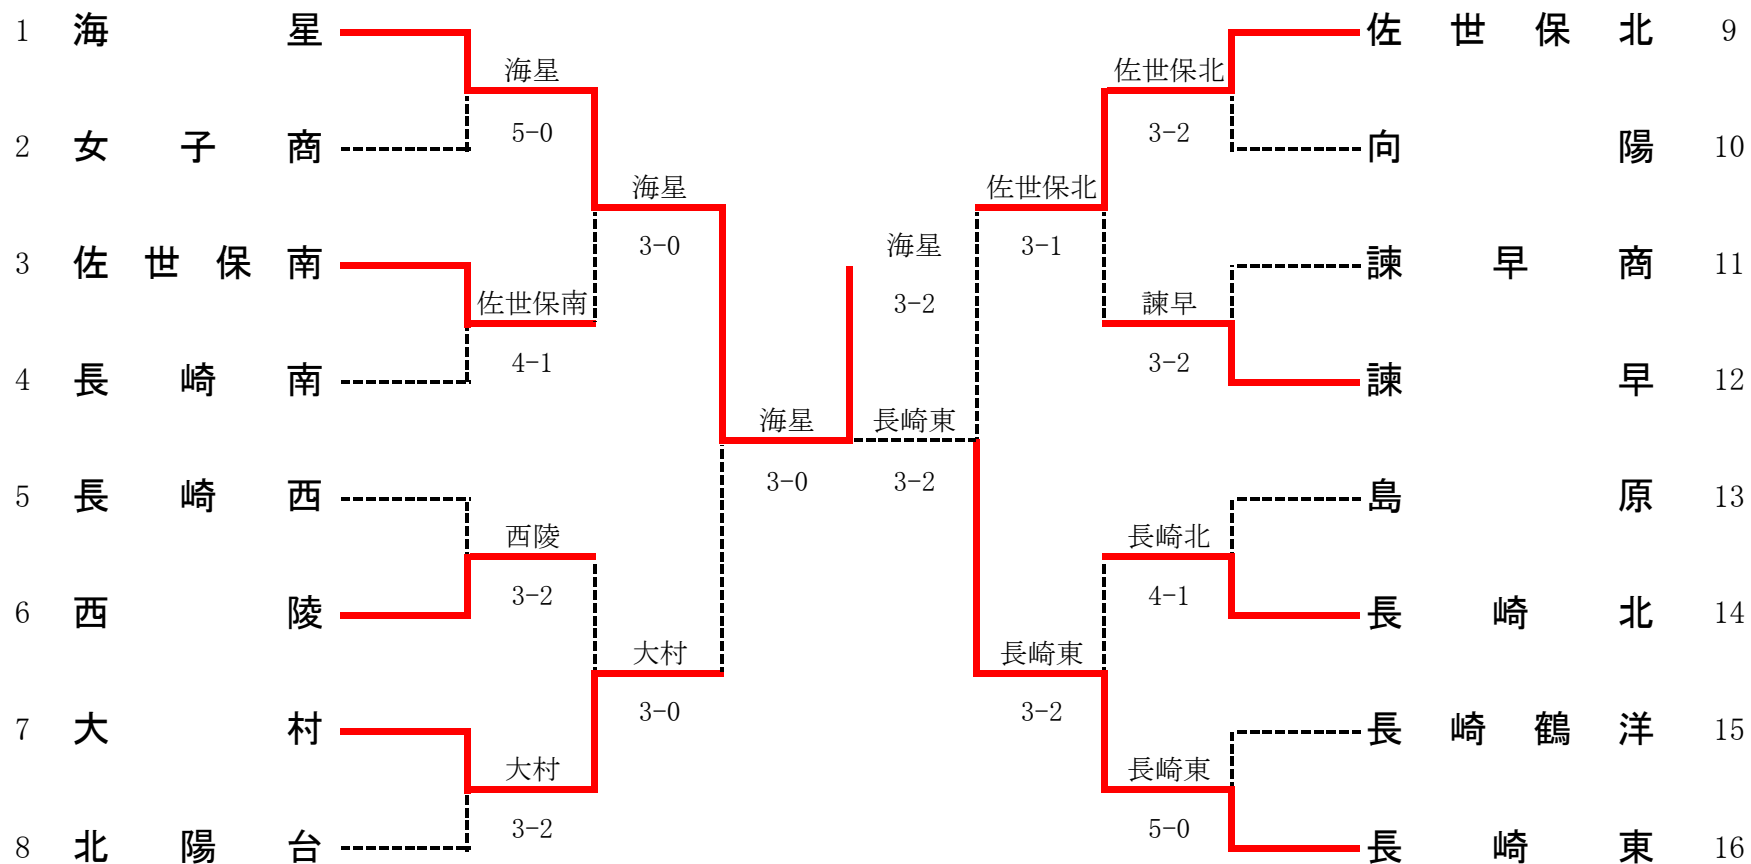 1 海星 佐世保北 9
海星 佐世保北
5-0 3-2
2 女子商 向陽 10
海星 佐世保北
3-0 海星 3-1
3 佐世保南 諫早商 11
佐世保南 3-2 諫早
4-1 3-2
4 長崎南 諫早 12
海星 長崎東
3-0 3-2
5 長崎西 島原 13
西陵 長崎北
3-2 4-1
6 西陵 長崎北 14
大村 長崎東
3-0 3-2
7 大村 長崎鶴洋 15
大村 長崎東
3-2 5-0
8 北陽台 長崎東 16